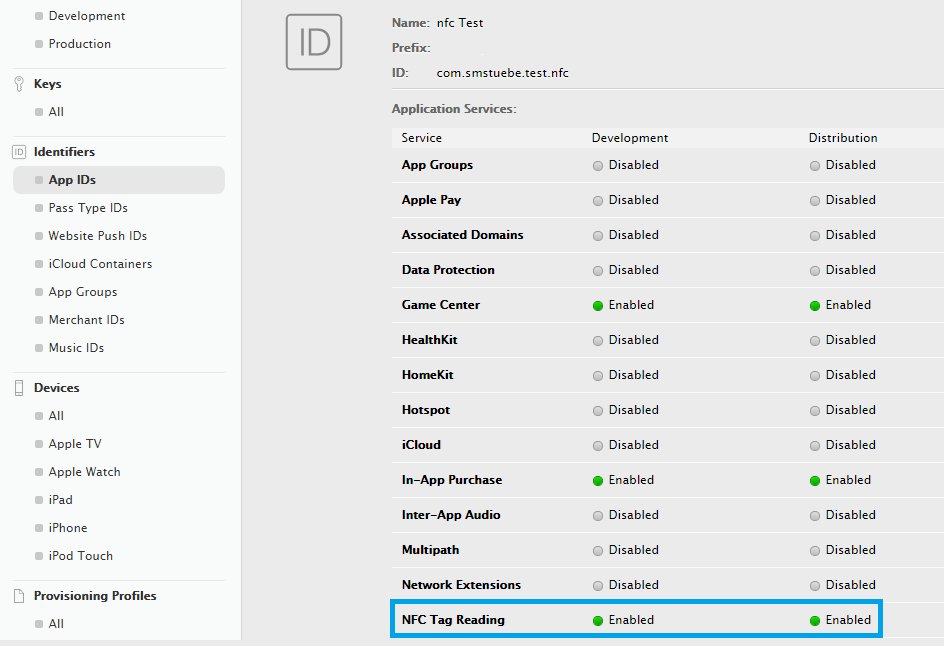 Development
Production
Keys
All
ID Identifiers
App IDs
Pass Type IDs
Website Push IDs
iCloud Containers
App Groups
Merchant IDs
Music IDs
Devices
All
Apple TV
Apple Watch
iPad
iPhone
iPod Touch
Provisioning Profiles
All
ID
Name: nfc Test
Prefix:
ID: com.smstuebe.test.nfc
Application Services:
Service Development Distribution
App Groups Disabled Disabled
Apple Pay Disabled Disabled
Associated Domains Disabled Disabled
Data Protection Disabled Disabled
Game Center Enabled Enabled
HealthKit Disabled Disabled
HomeKit Disabled Disabled
Hotspot Disabled Disabled
iCloud Disabled Disabled
In-App Purchase Enabled Enabled
Inter-App Audio Disabled Disabled
Multipath Disabled Disabled
Network Extensions Disabled Disabled
NFC Tag Reading Enabled Enabled